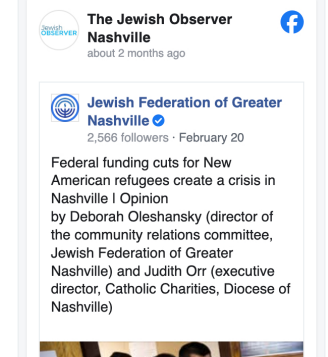 Jewish
OBSERVER
The Jewish Observer
Nashville
about 2 months ago
Jewish Federation of Greater
Nashville
2,566 followers · February 20
Federal funding cuts for New
American refugees create a crisis in
Nashville | Opinion
by Deborah Oleshansky (director of
the community relations committee,
Jewish Federation of Greater
Nashville) and Judith Orr (executive
director, Catholic Charities, Diocese of
Nashville)